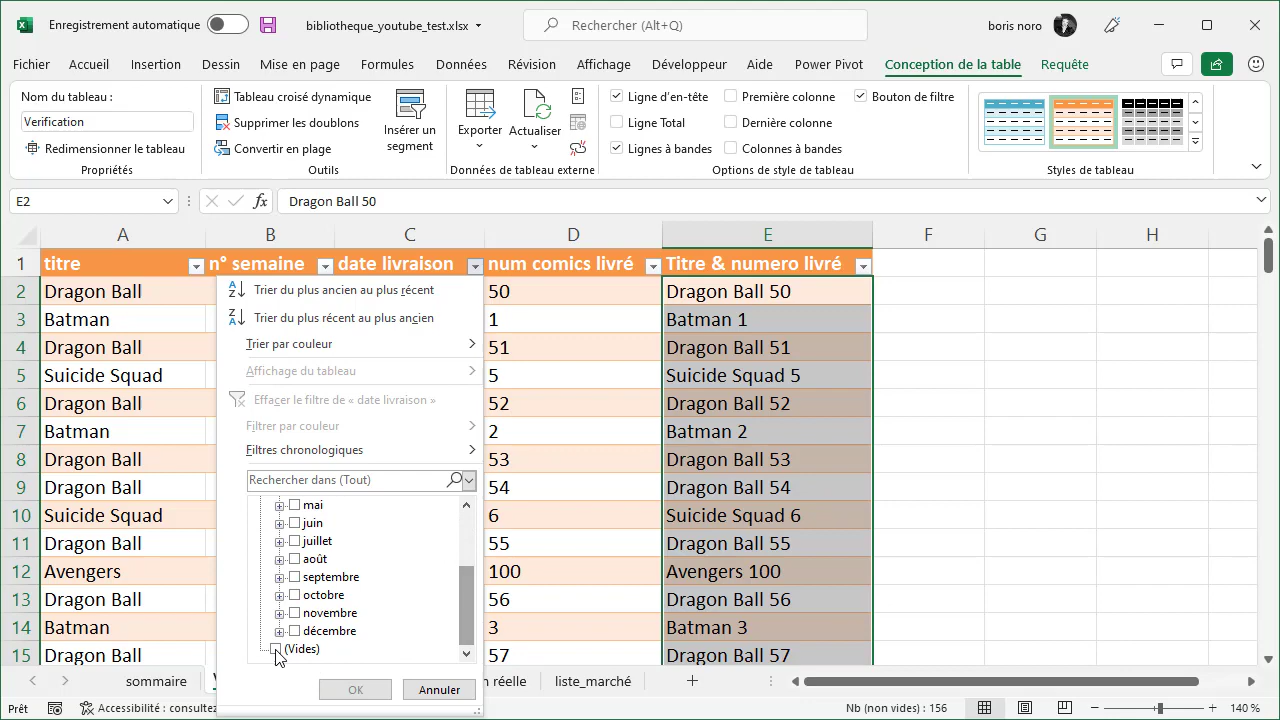 Enregistrement automatique
bibliotheque_youtube_test.xlsx
Rechercher (Alt+Q)
boris noro
Fichier Accueil Insertion Dessin Mise en page Formules Données Révision Affichage Développeur Aide Power Pivot Conception de la table Requête
Nom du tableau :
Verification
Redimensionner le tableau
Propriétés
Tableau croisé dynamique
Supprimer les doublons
Convertir en plage
Outils
Insérer un
segment
Exporter
Actualiser
Données de tableau externe
Ligne d'en-tête
Première colonne
Bouton de filtre
Ligne Total
Dernière colonne
Lignes à bandes
Colonnes à bandes
Options de style de tableau
Styles de tableau
E2
fx
Dragon Ball 50
A B C D E F G H
1 titre n° semaine date livraison num comics livré Titre & numero livré
2 Dragon Ball 50 Dragon Ball 50
3 Batman 1 Batman 1
4 Dragon Ball 51 Dragon Ball 51
5 Suicide Squad 5 Suicide Squad 5
6 Dragon Ball 52 Dragon Ball 52
7 Batman 2 Batman 2
8 Dragon Ball 53 Dragon Ball 53
9 Dragon Ball 54 Dragon Ball 54
10 Suicide Squad 6 Suicide Squad 6
11 Dragon Ball 55 Dragon Ball 55
12 Avengers 100 Avengers 100
13 Dragon Ball 56 Dragon Ball 56
14 Batman 3 Batman 3
15 Dragon Ball 57 Dragon Ball 57
Trier du plus ancien au plus récent
Trier du plus récent au plus ancien
Trier par couleur
Affichage du tableau
Effacer le filtre de « date livraison »
Filtrer par couleur
Filtres chronologiques
Rechercher dans (Tout)
mai
juin
juillet
août
septembre
octobre
novembre
décembre
(Vides)
OK
Annuler
sommaire
n réelle
liste_marché
Prêt
Accessibilité : consultez
Nb (non vides) : 156
140 %